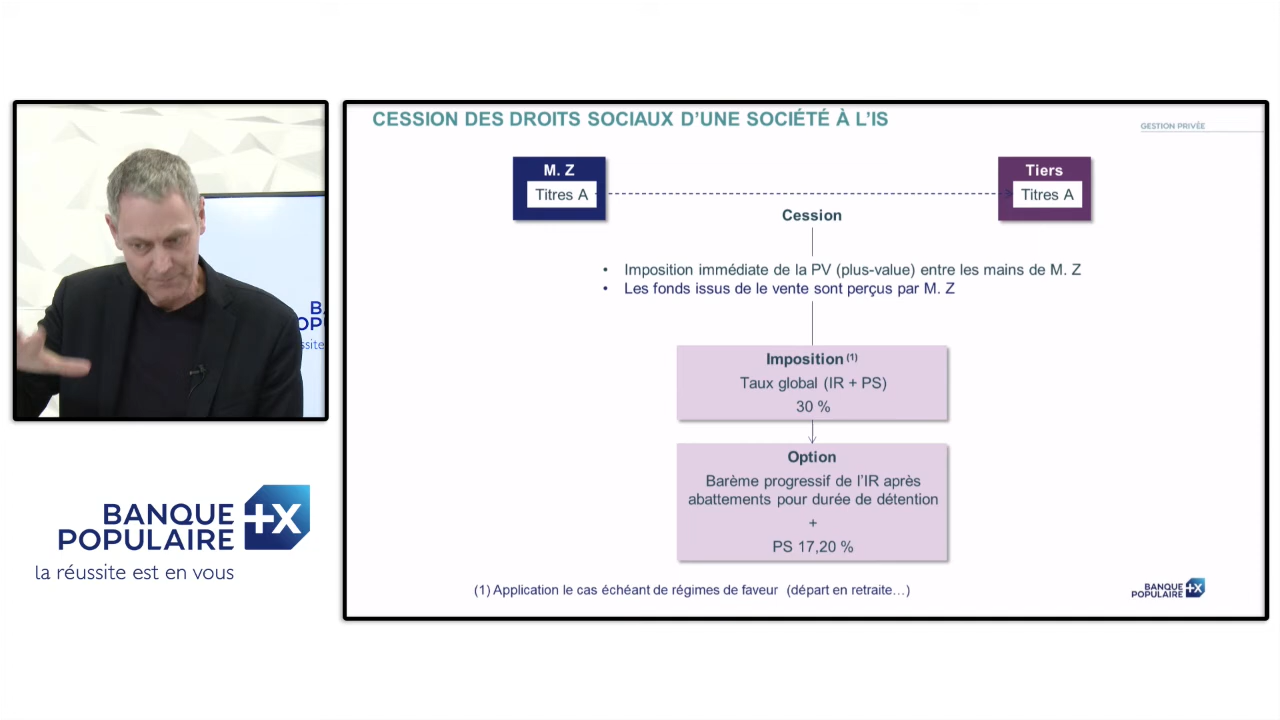 CESSION DES DROITS SOCIAUX D'UNE SOCIÉTÉ À L'IS
GESTION PRIVÉE
M. Z
Titres A
Tiers
Titres A
Cession
• Imposition immédiate de la PV (plus-value) entre les mains de M. Z
• Les fonds issus de le vente sont perçus par M. Z
Imposition (1)
Taux global (IR + PS)
30 %
Option
Barème progressif de l'IR après
abattements pour durée de détention
+
PS 17,20 %
(1) Application le cas échéant de régimes de faveur (départ en retraite…)
BANQUE
POPULAIRE
+X
BANQUE
POPULAIRE
+X
la réussite est en vous